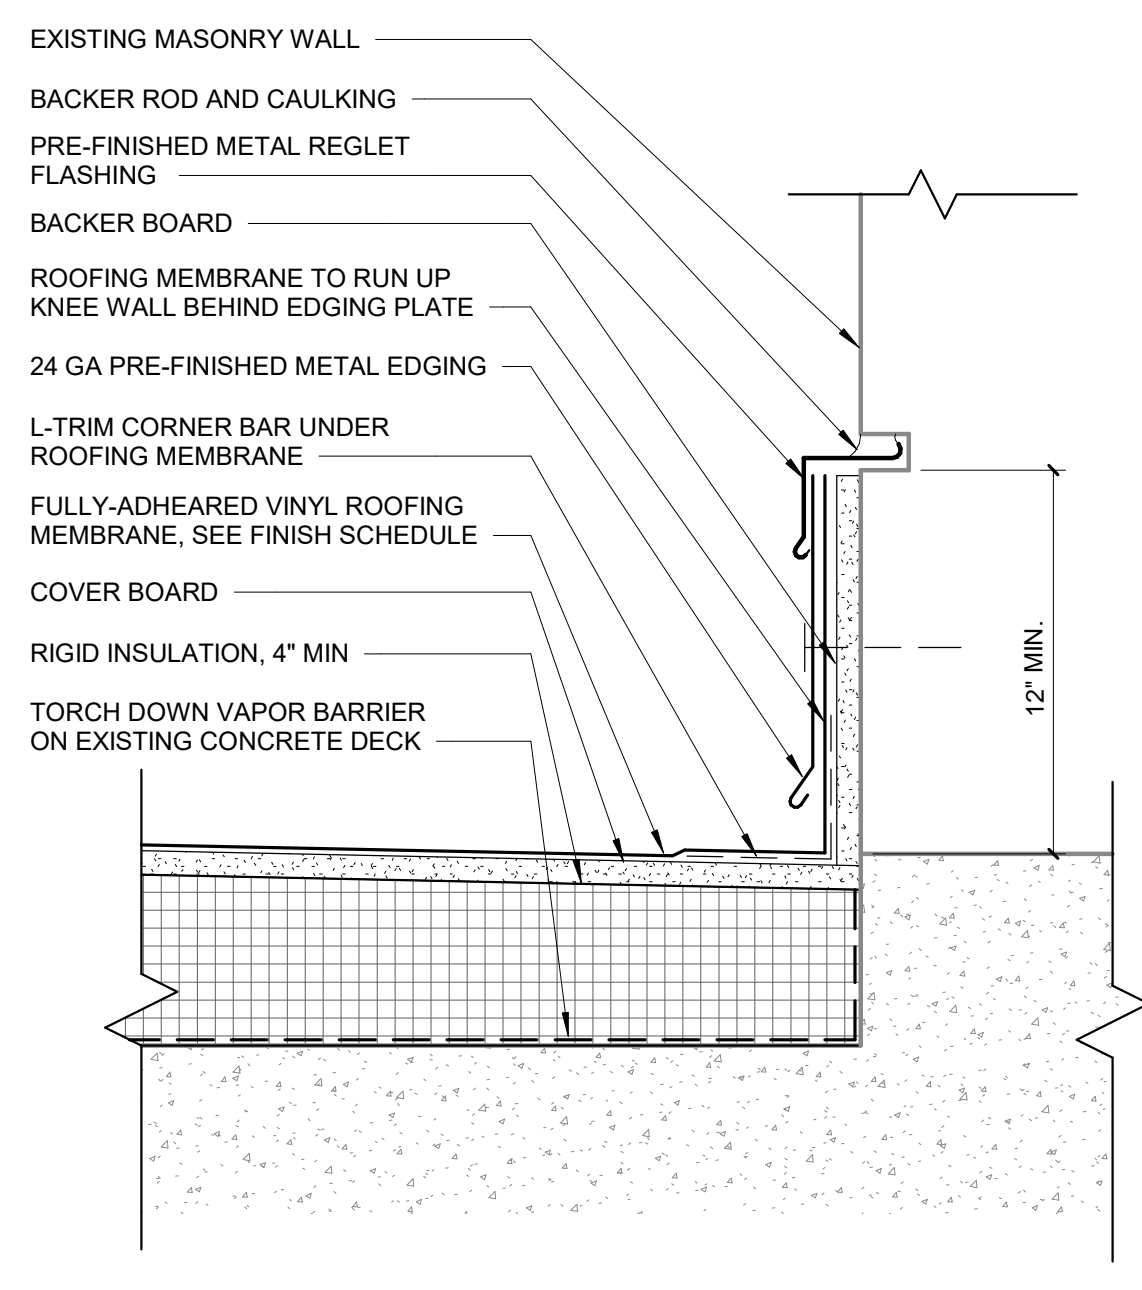 EXISTING MASONRY WALL
BACKER ROD AND CAULKING
PRE-FINISHED METAL REGLET
FLASHING
BACKER BOARD
ROOFING MEMBRANE TO RUN UP
KNEE WALL BEHIND EDGING PLATE
24 GA PRE-FINISHED METAL EDGING
L-TRIM CORNER BAR UNDER
ROOFING MEMBRANE
FULLY-ADHEARED VINYL ROOFING
MEMBRANE, SEE FINISH SCHEDULE
COVER BOARD
RIGID INSULATION, 4" MIN
TORCH DOWN VAPOR BARRIER
ON EXISTING CONCRETE DECK
12" MIN.